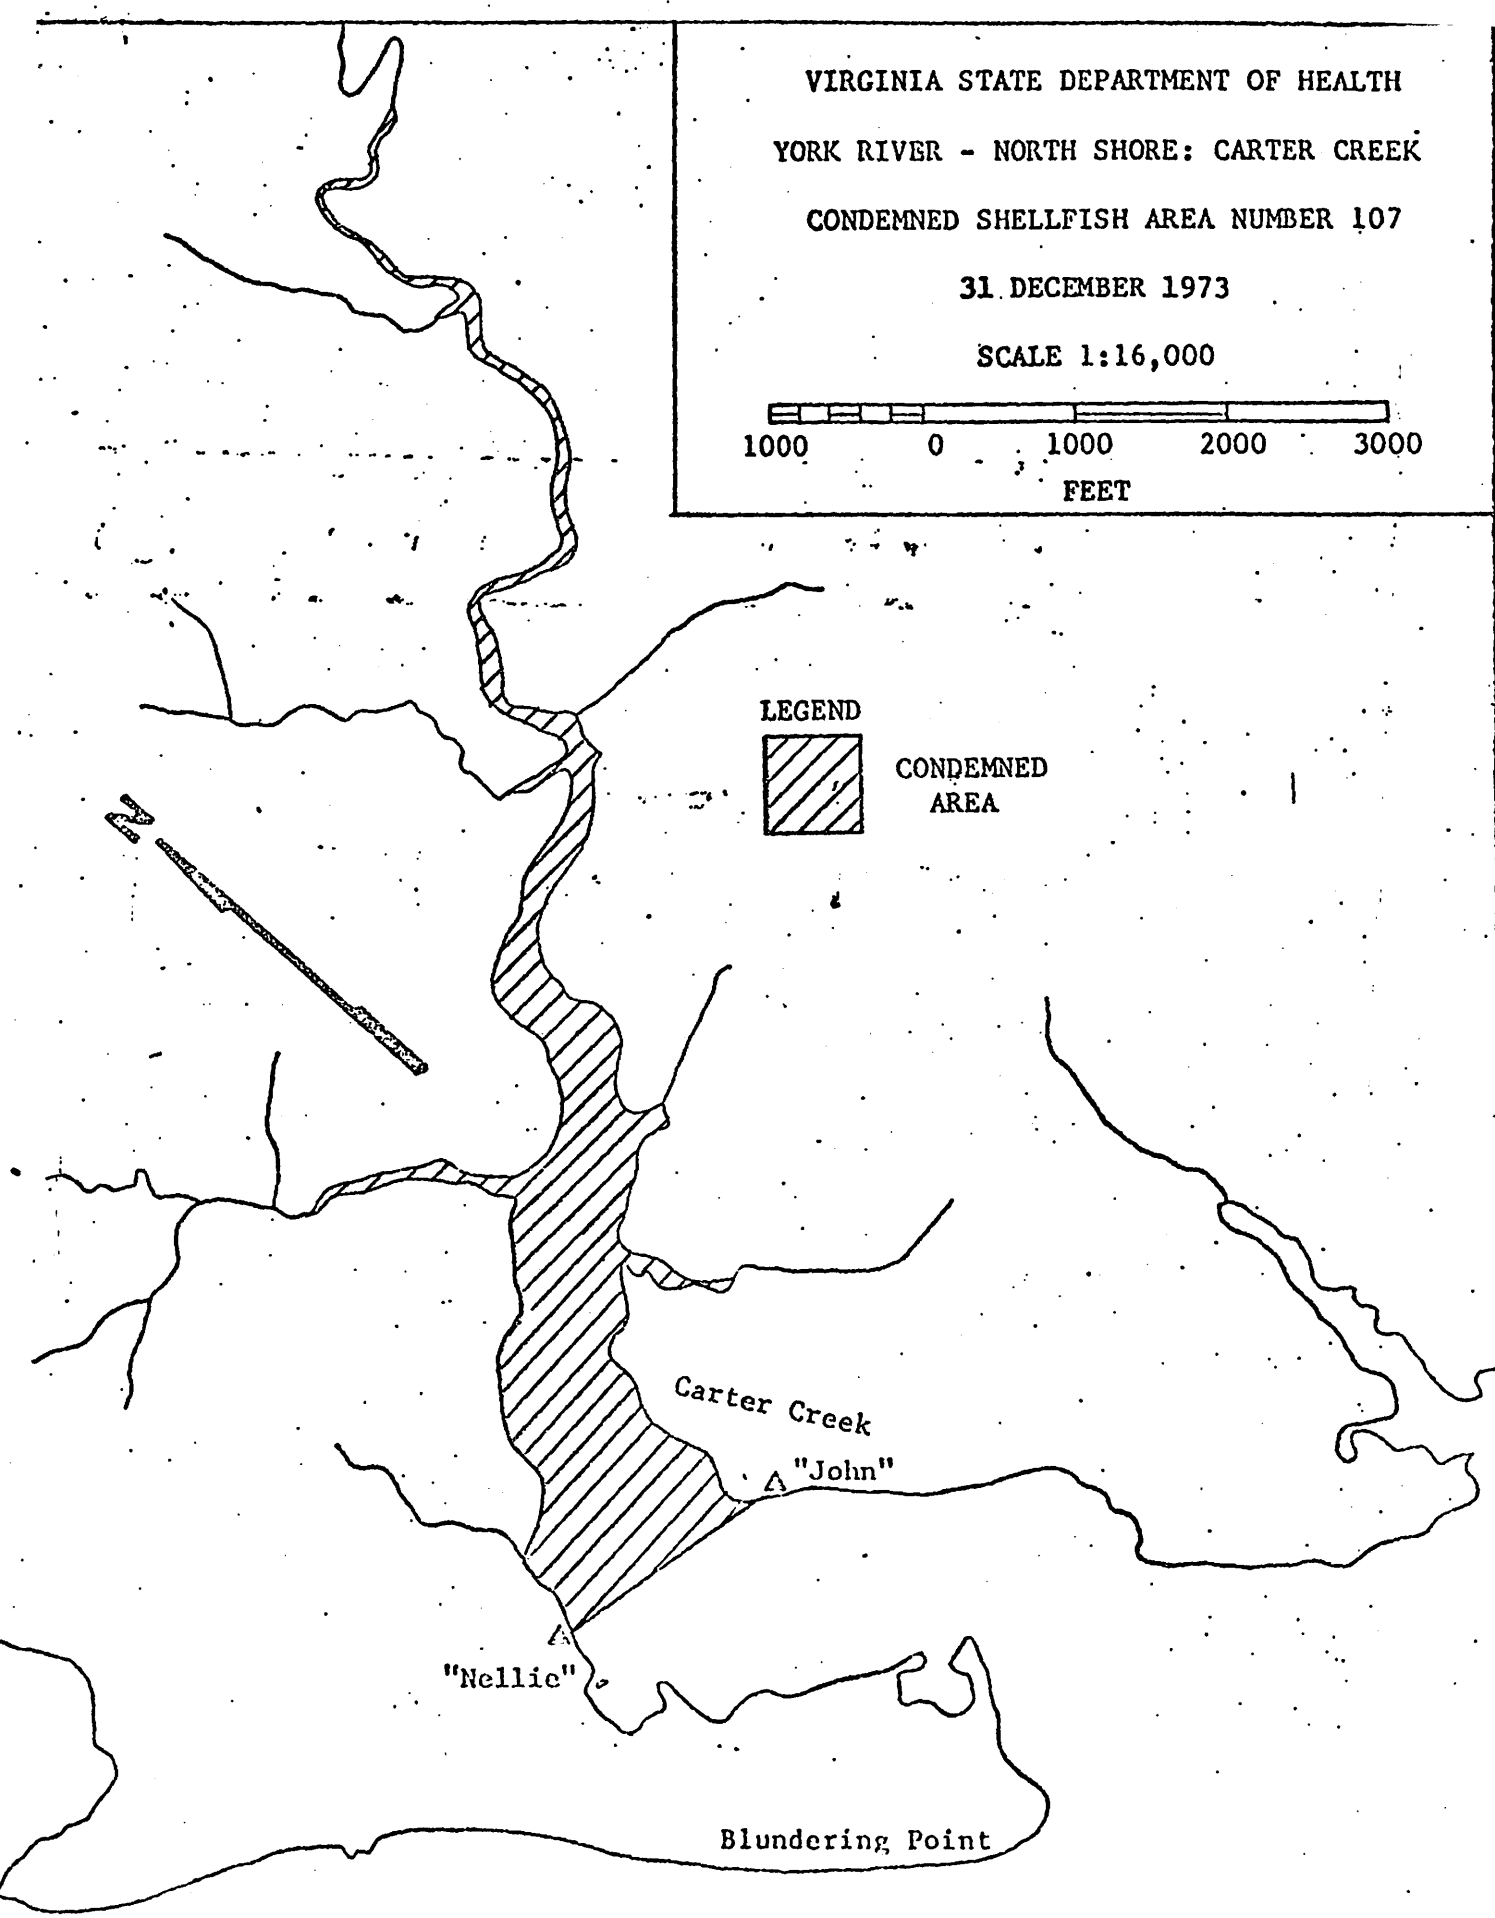 VIRGINIA STATE DEPARTMENT OF HEALTH
YORK RIVER - NORTH SHORE: CARTER CREEK
CONDEMNED SHELLFISH AREA NUMBER 107
31 DECEMBER 1973
SCALE 1:16,000
1000 0 1000 2000 3000
FEET
LEGEND
CONDEMNED
AREA
N
Carter Creek
"John"
"Nellie"
Blundering Point